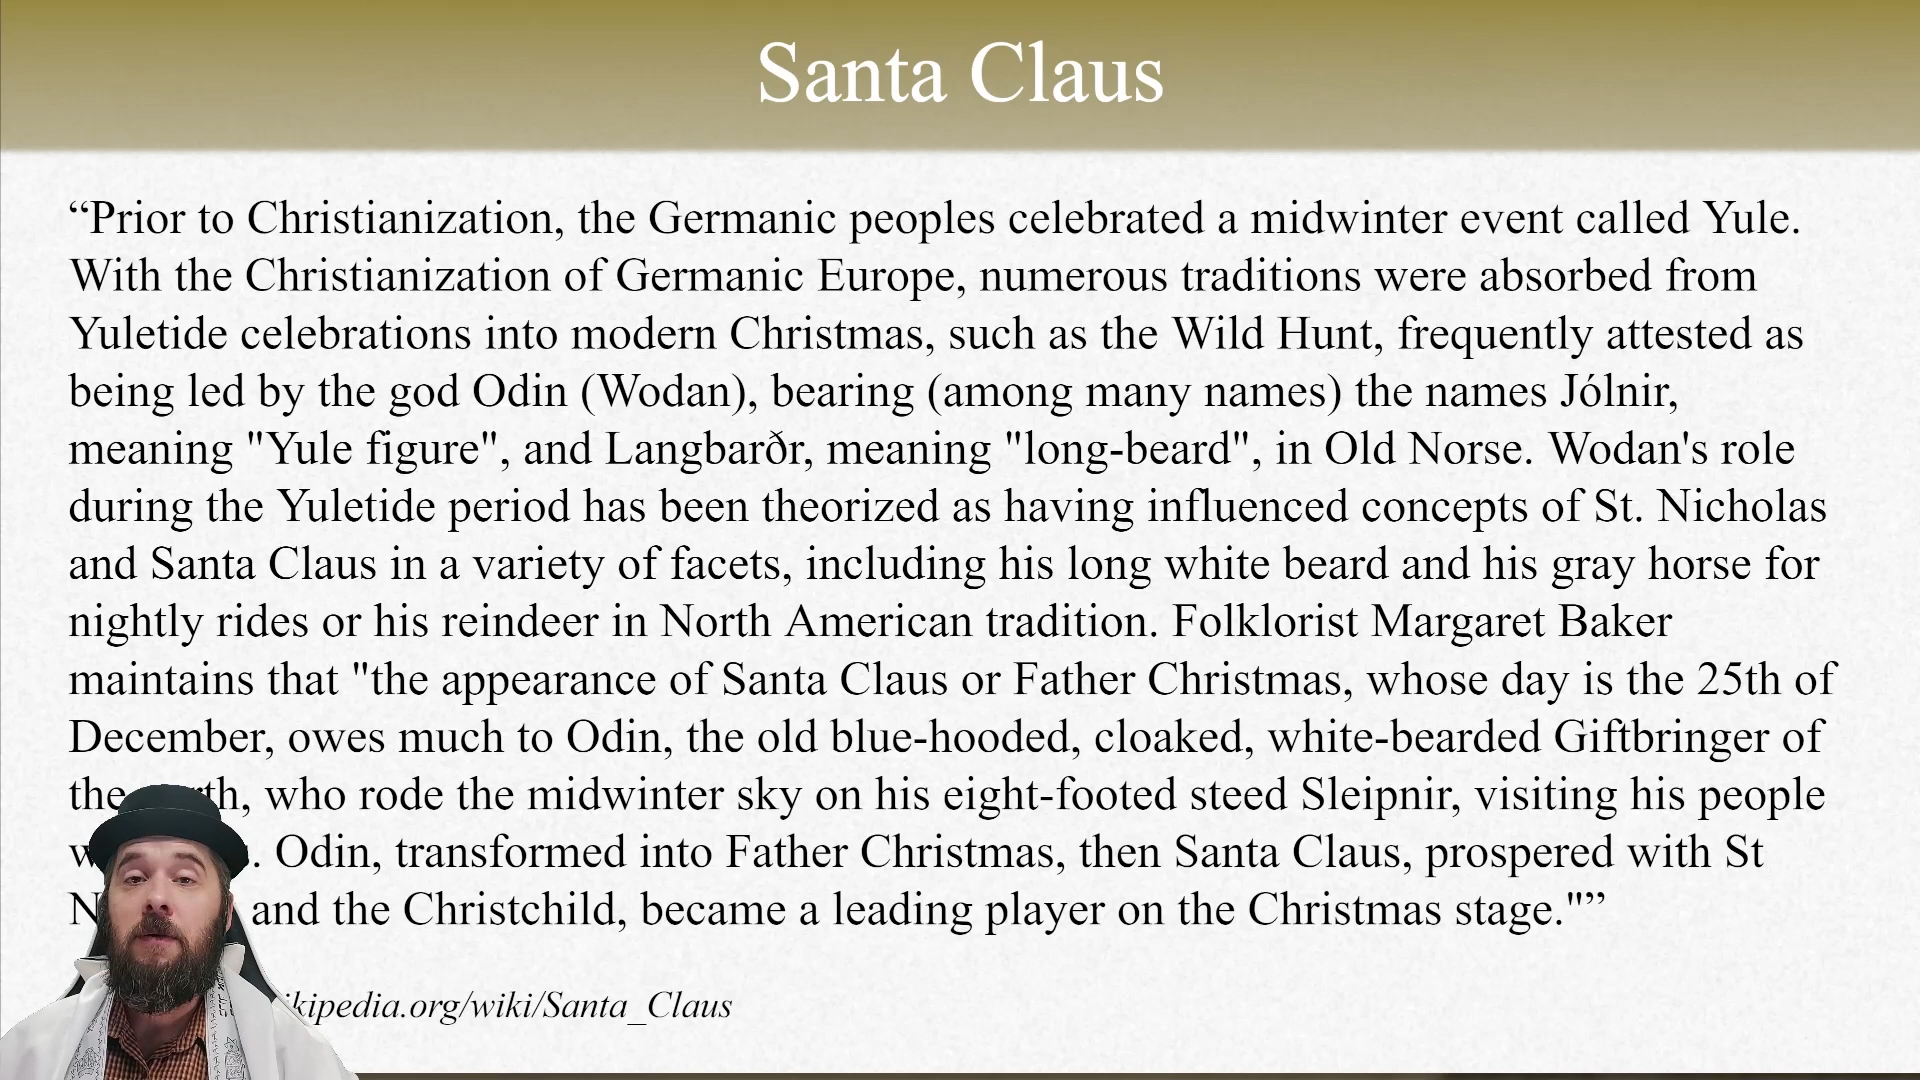 Santa Claus
“Prior to Christianization, the Germanic peoples celebrated a midwinter event called Yule.
With the Christianization of Germanic Europe, numerous traditions were absorbed from
Yuletide celebrations into modern Christmas, such as the Wild Hunt, frequently attested as
being led by the god Odin (Wodan), bearing (among many names) the names Jólnir,
meaning "Yule figure", and Langbarðr, meaning "long-beard", in Old Norse. Wodan's role
during the Yuletide period has been theorized as having influenced concepts of St. Nicholas
and Santa Claus in a variety of facets, including his long white beard and his gray horse for
nightly rides or his reindeer in North American tradition. Folklorist Margaret Baker
maintains that "the appearance of Santa Claus or Father Christmas, whose day is the 25th of
December, owes much to Odin, the old blue-hooded, cloaked, white-bearded Giftbringer of
the who rode the midwinter sky on his eight-footed steed Sleipnir, visiting his people
Odin, transformed into Father Christmas, then Santa Claus, prospered with St
and the Christchild, became a leading player on the Christmas stage."”
ikipedia.org/wiki/Santa_Claus